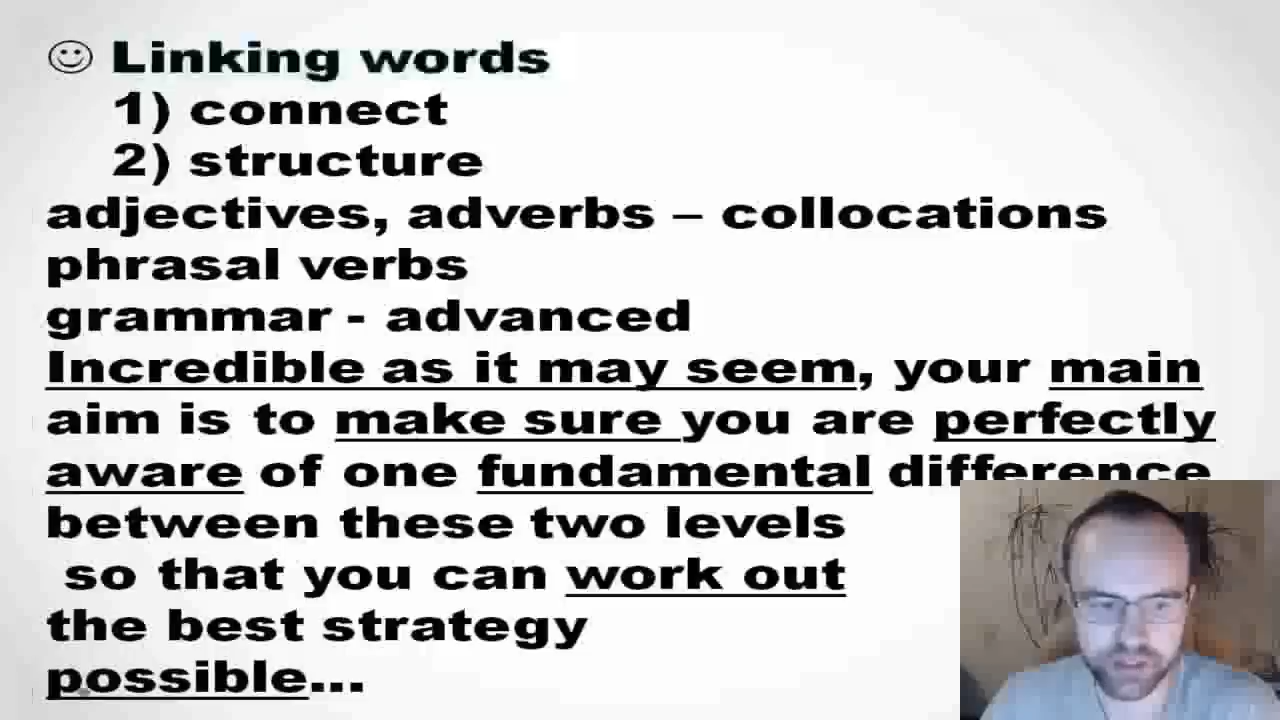 ☺ Linking words
1) connect
2) structure
adjectives, adverbs – collocations
phrasal verbs
grammar - advanced
Incredible as it may seem, your main
aim is to make sure you are perfectly
aware of one fundamental difference
between these two levels
so that you can work out
the best strategy
possible...